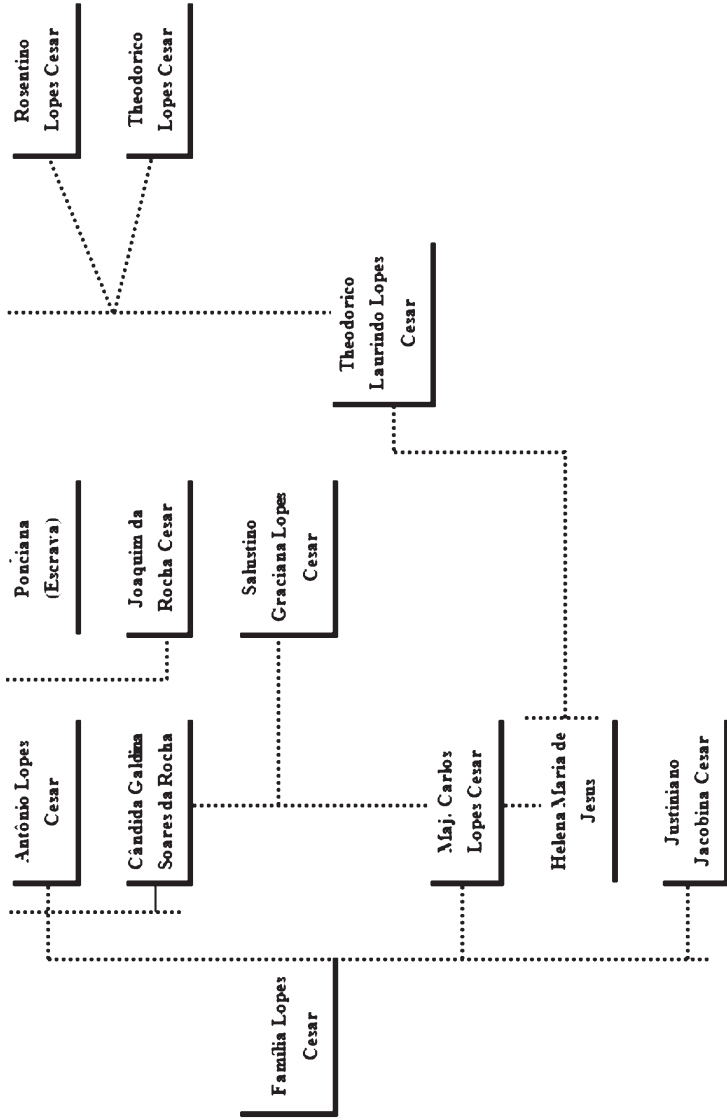 Família Lopes
Cesar
Antônio Lopes
Cesar
Cândida Galdina
Soares da Rocha
Maj. Carlos
Lopes Cesar
Helena Maria de
Jesus
Justiniano
Jacobina Cesar
Ponciana
(Escrava)
Joaquim da
Rocha Cesar
Salustino
Graciana Lopes
Cesar
Theodorico
Laurindo Lopes
Cesar
Rosentino
Lopes Cesar
Theodorico
Lopes Cesar